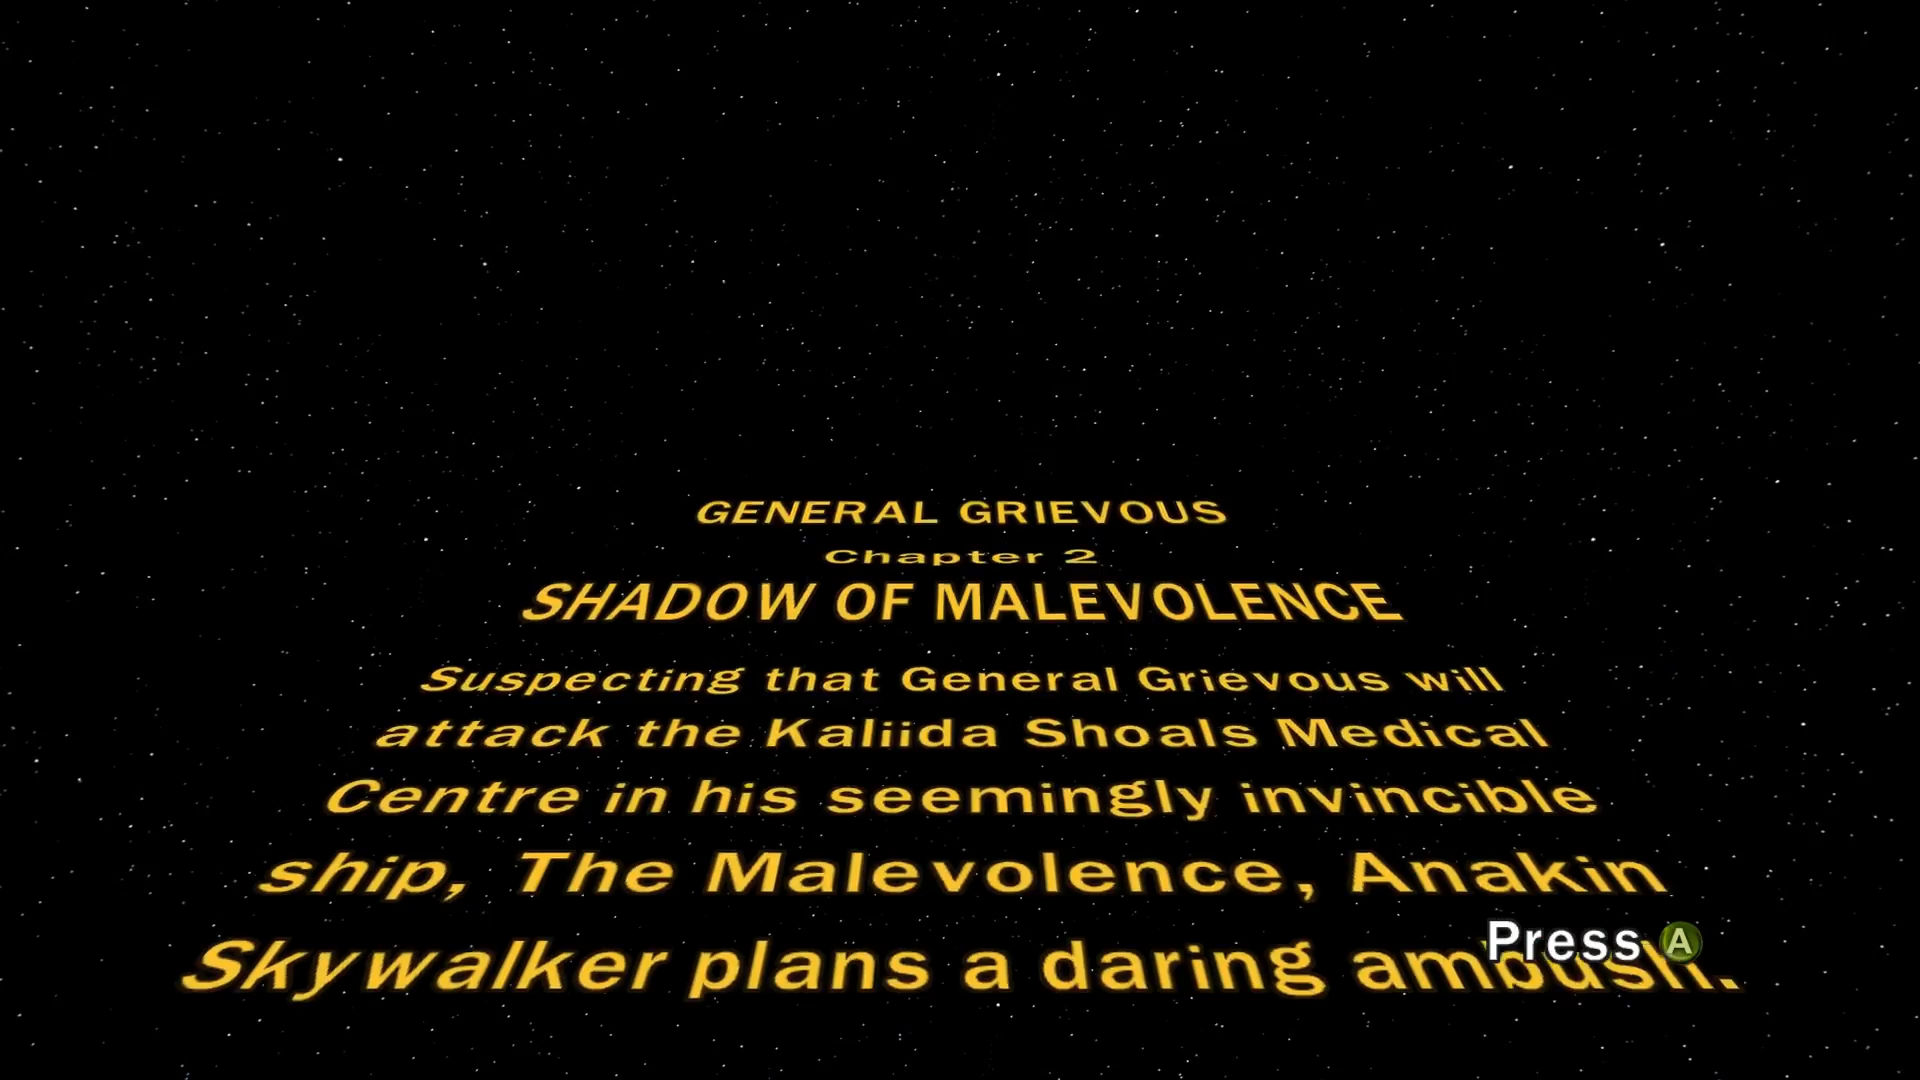 GENERAL GRIEVOUS
Chapter 2
SHADOW OF MALEVOLENCE
Suspecting that General Grievous will
attack the Kaliida Shoals Medical
Centre in his seemingly invincible
ship, The Malevolence, Anakin
Skywalker plans a daring ambush.
Press A